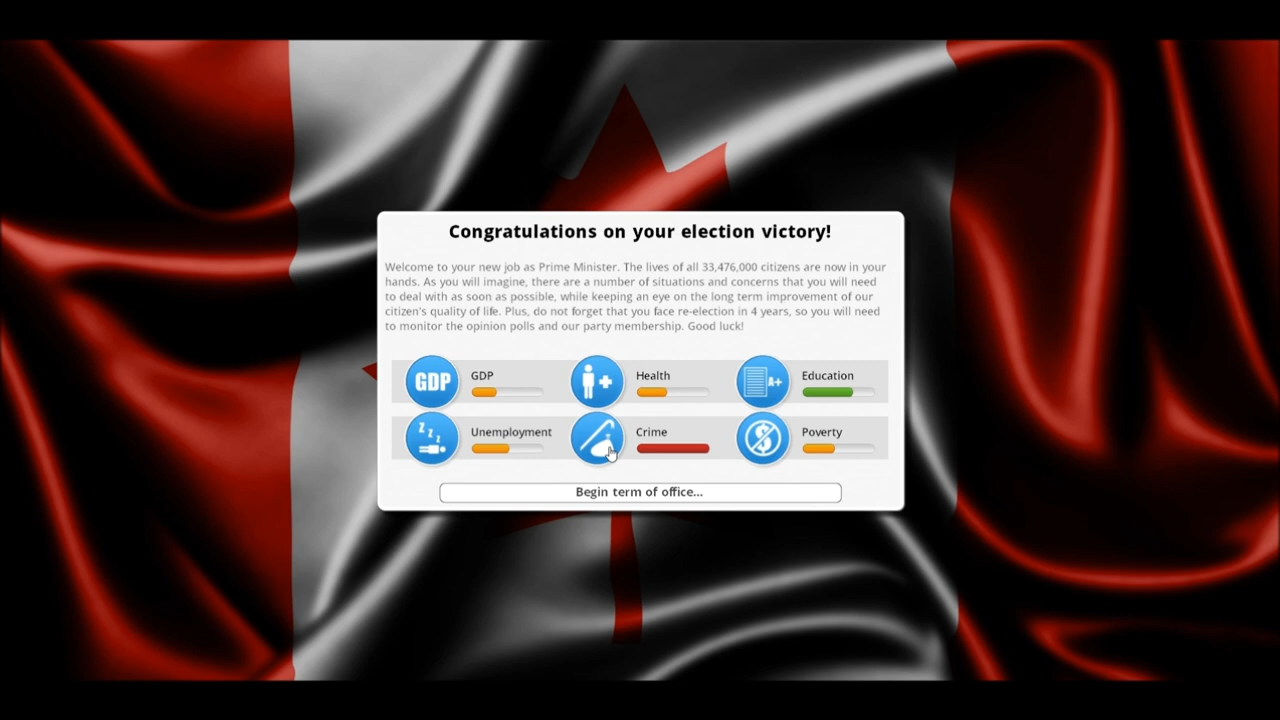 Congratulations on your election victory!
Welcome to your new job as Prime Minister. The lives of all 33,476,000 citizens are now in your
hands. As you will imagine, there are a number of situations and concerns that you will need
to deal with as soon as possible, while keeping an eye on the long term improvement of our
citizen's quality of life. Plus, do not forget that you face re-election in 4 years, so you will need
to monitor the opinion polls and our party membership. Good luck!
GDP GDP Health A+ Education
Z Z Z Unemployment Crime $ Poverty
Begin term of office...